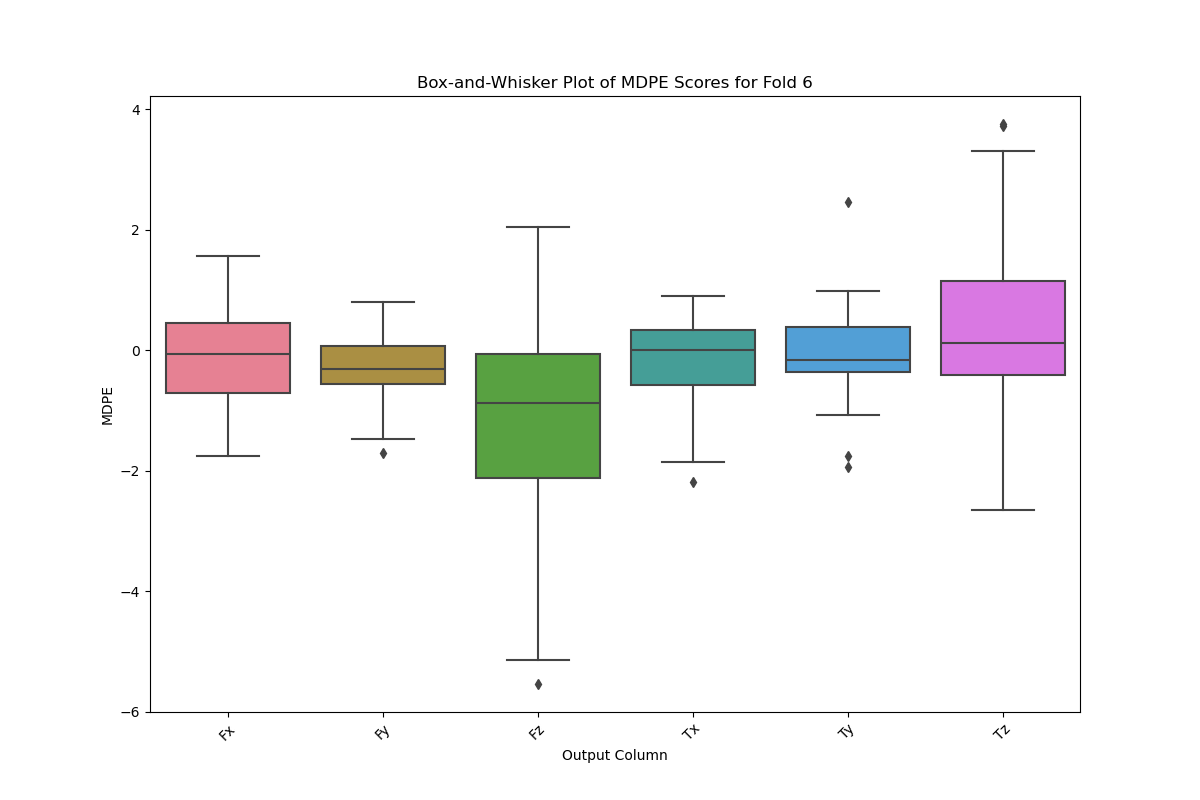 Box-and-Whisker Plot of MDPE Scores for Fold 6
4
2
0
−2
−4
−6
MDPE
Fx
Fy
Fz
Tx
Ty
Tz
Output Column